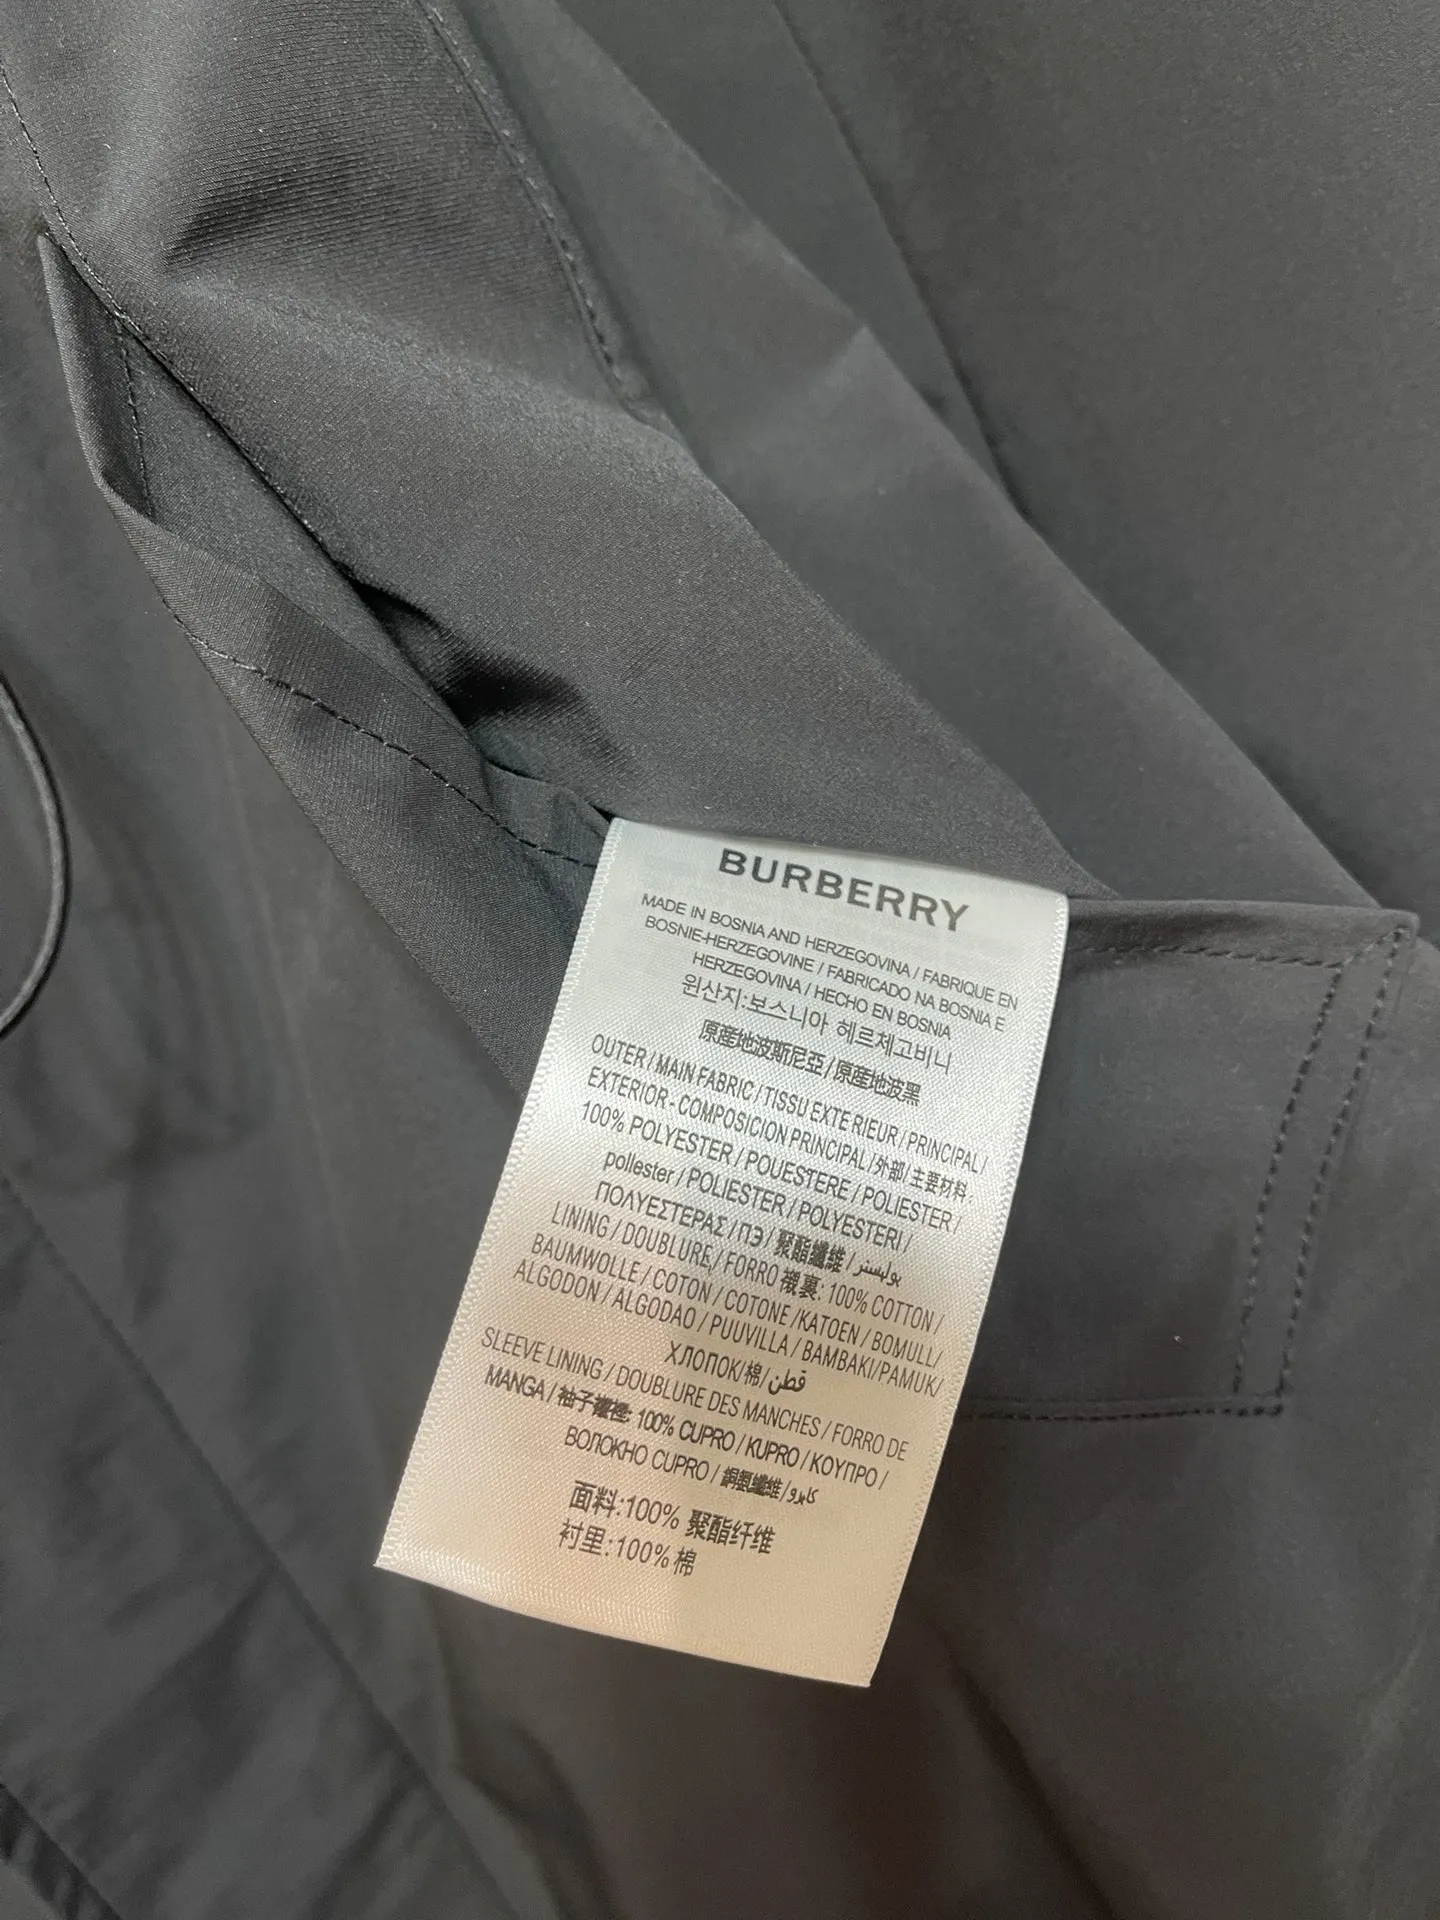 BURBERRY
MADE IN BOSNIA AND HERZEGOVINA / FABRIQUE EN
BOSNIE-HERZEGOVINE / FABRICADO NA BOSNIA E
HERZEGOVINA / HECHO EN BOSNIA
원산지:보스니아 헤르체고비니
原産地波斯尼亞/原産地波黑
OUTER / MAIN FABRIC / TISSU EXTE RIEUR / PRINCIPAL /
EXTERIOR - COMPOSICION PRINCIPAL/外部/主要材料:
100% POLYESTER / POUESTERE / POLIESTER /
pollester / POLIESTER / POLYESTERI /
ΠΟΛΥΕΣΤΕΡΑΣ / ПЭ / 聚酯纖維 / بوليستر
LINING / DOUBLURE / FORRO 襯裏: 100% COTTON /
BAUMWOLLE / COTON / COTONE /KATOEN / BOMULL/
ALGODON / ALGODAO / PUUVILLA / BAMBAKI/PAMUK/
ХЛОПОК/棉/قطن
SLEEVE LINING / DOUBLURE DES MANCHES / FORRO DE
MANGA / 袖子襯裡: 100% CUPRO / KUPRO / ΚΟΥΠΡΟ /
ВОЛОКНО CUPRO / 銅氨纖維 / كابرو
面料:100% 聚酯纤维
衬里:100% 棉